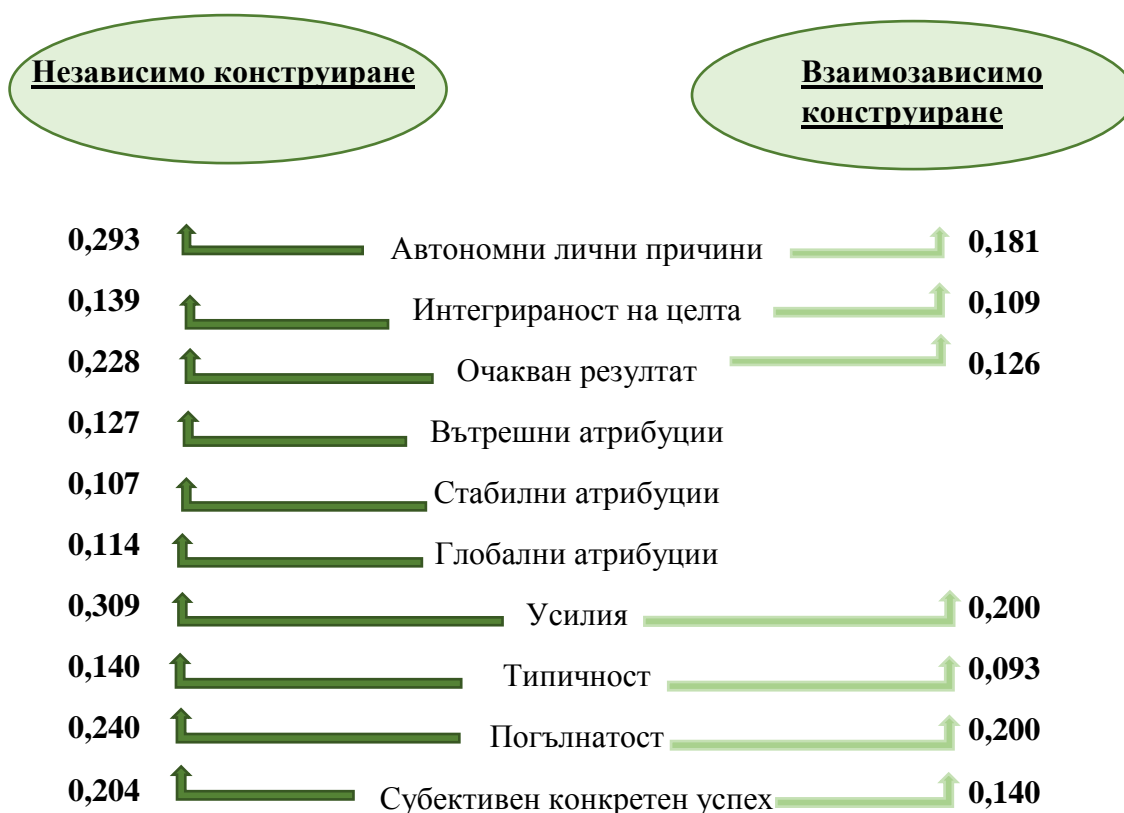 Независимо конструиране
Взаимозависимо
конструиране
0,293 Автономни лични причини 0,181
0,139 Интегрираност на целта 0,109
0,228 Очакван резултат 0,126
0,127 Вътрешни атрибуции
0,107 Стабилни атрибуции
0,114 Глобални атрибуции
0,309 Усилия 0,200
0,140 Типичност 0,093
0,240 Погълнатост 0,200
0,204 Субективен конкретен успех 0,140